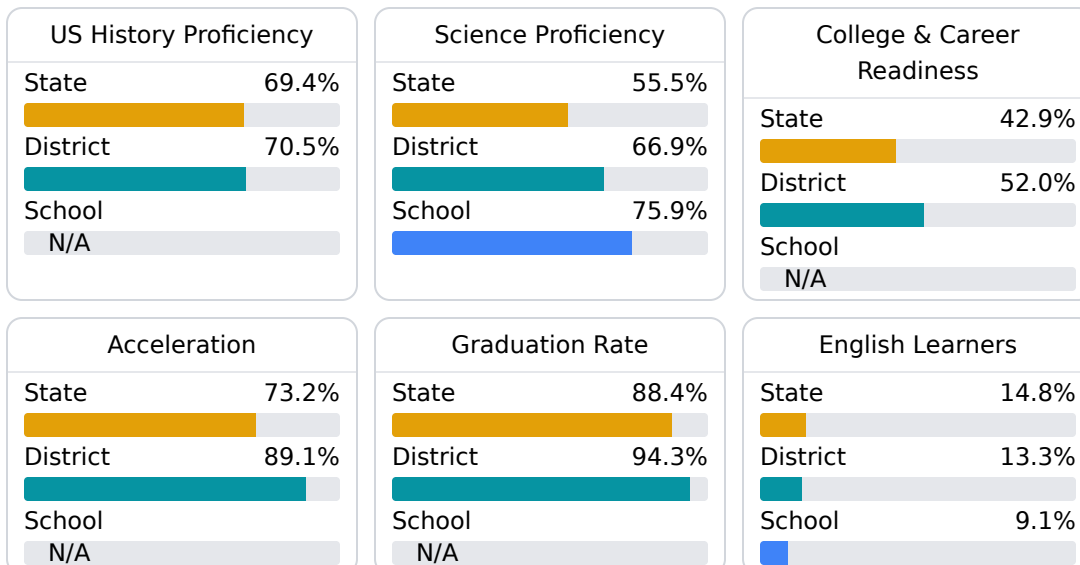 US History Proficiency
State 69.4%
District 70.5%
School
N/A
Science Proficiency
State 55.5%
District 66.9%
School 75.9%
College & Career
Readiness
State 42.9%
District 52.0%
School
N/A
Acceleration
State 73.2%
District 89.1%
School
N/A
Graduation Rate
State 88.4%
District 94.3%
School
N/A
English Learners
State 14.8%
District 13.3%
School 9.1%